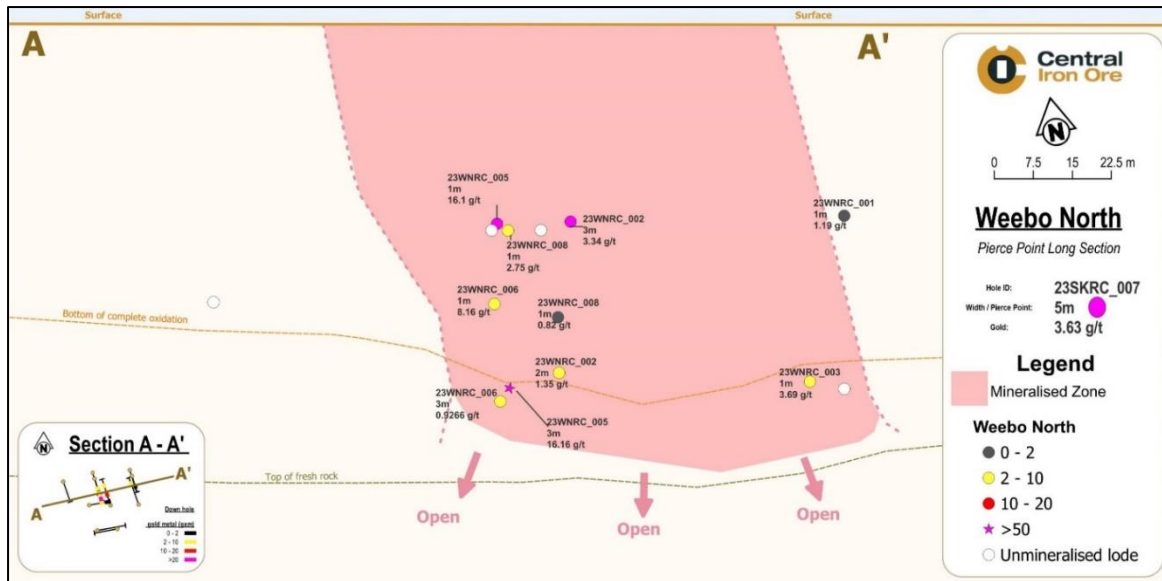 Surface
Surface
A
A'
23WNRC_005
1m
16.1 g/t
23WNRC_002
3m
3.34 g/t
23WNRC_008
1m
2.75 g/t
23WNRC_001
1m
1.19 g/t
23WNRC_006
1m
8.16 g/t
23WNRC_008
1m
0.82 g/t
Bottom of complete oxidation
23WNRC_002
2m
1.35 g/t
23WNRC_003
1m
3.69 g/t
23WNRC_006
3m
0.9266 g/t
23WNRC_005
3m
16.16 g/t
Top of fresh rock
Open
Open
Open
N
Section A - A'
A
A'
Down hole
gold metal (gxm)
0 - 2
2 - 10
10 - 20
>20
Central
Iron Ore
N
0 7.5 15 22.5 m
Weebo North
Pierce Point Long Section
Hole ID: 23SKRC_007
Width / Pierce Point: 5m
Gold: 3.63 g/t
Legend
Mineralised Zone
Weebo North
0 - 2
2 - 10
10 - 20
>50
Unmineralised lode